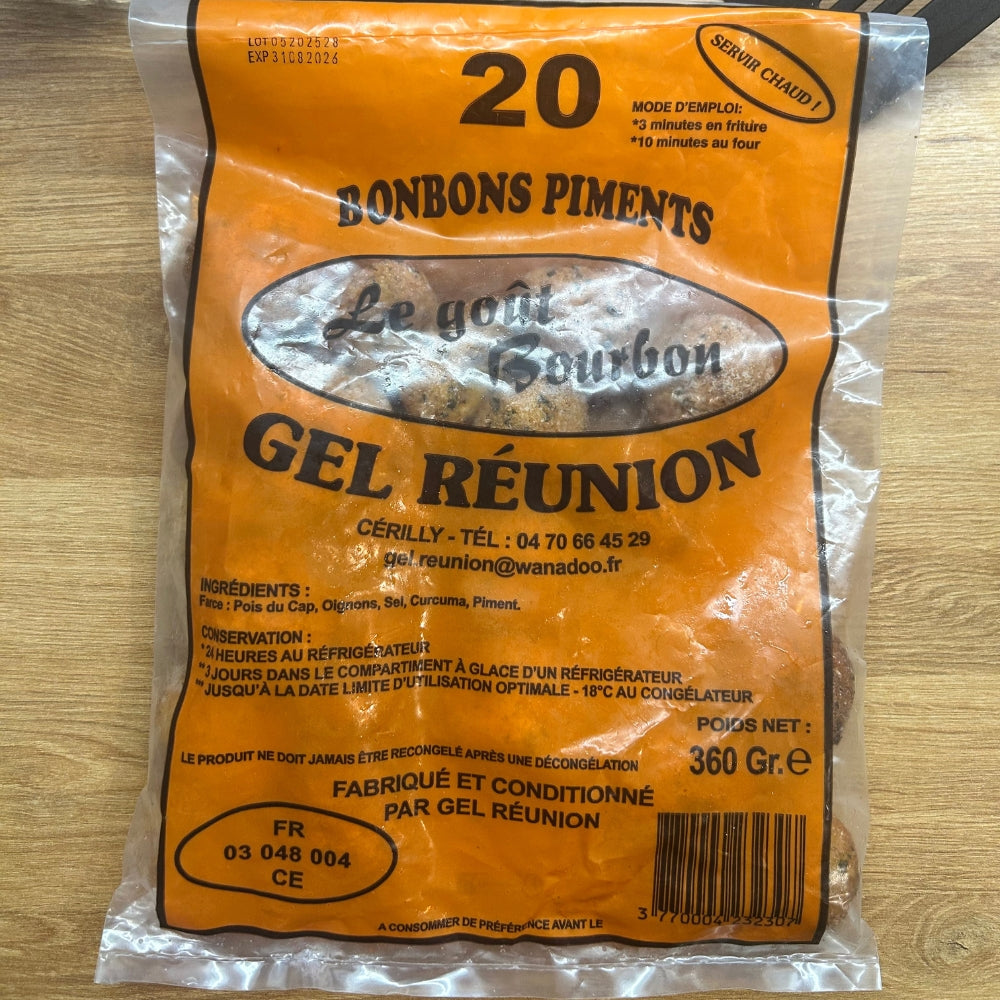 LOT05202528
EXP31082026
20
SERVIR CHAUD !
MODE D'EMPLOI:
*3 minutes en friture
*10 minutes au four
BONBONS PIMENTS
Le goût
Bourbon
GEL RÉUNION
CÉRILLY - TÉL : 04 70 66 45 29
gel.reunion@wanadoo.fr
INGRÉDIENTS :
Farce : Pois du Cap, Oignons, Sel, Curcuma, Piment.
CONSERVATION :
*24 HEURES AU RÉFRIGÉRATEUR
**3 JOURS DANS LE COMPARTIMENT À GLACE D'UN RÉFRIGÉRATEUR
***JUSQU'À LA DATE LIMITE D'UTILISATION OPTIMALE - 18°C AU CONGÉLATEUR
POIDS NET :
360 Gr.e
LE PRODUIT NE DOIT JAMAIS ÊTRE RECONGELÉ APRÈS UNE DÉCONGÉLATION
FABRIQUÉ ET CONDITIONNÉ
PAR GEL RÉUNION
FR
03 048 004
CE
3 770004 232307
A CONSOMMER DE PRÉFÉRENCE AVANT LE